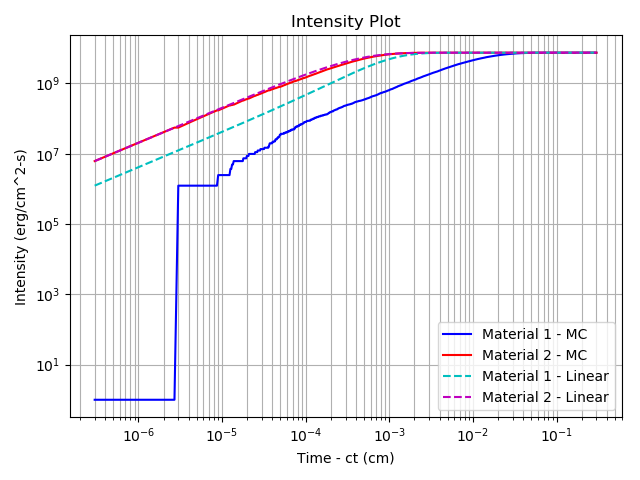 Intensity Plot
Intensity (erg/cm^2-s)
10^9
10^7
10^5
10^3
10^1
Material 1 - MC
Material 2 - MC
Material 1 - Linear
Material 2 - Linear
10^−6 10^−5 10^−4 10^−3 10^−2 10^−1
Time - ct (cm)